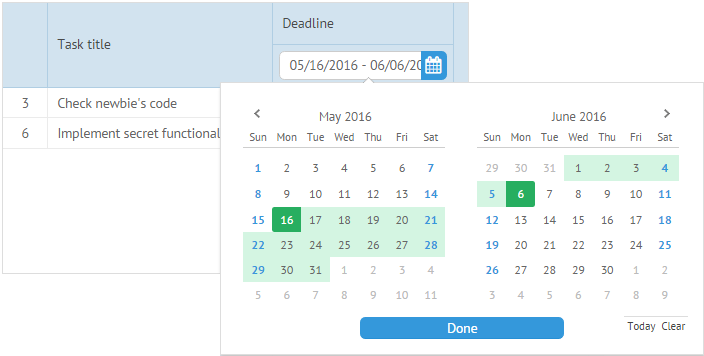 Deadline
Task title
05/16/2016 - 06/06/20
3 Check newbie's code
6 Implement secret functional
May 2016
Sun Mon Tue Wed Thu Fri Sat
1 2 3 4 5 6 7
8 9 10 11 12 13 14
15 16 17 18 19 20 21
22 23 24 25 26 27 28
29 30 31 1 2 3 4
5 6 7 8 9 10 11
June 2016
Sun Mon Tue Wed Thu Fri Sat
29 30 31 1 2 3 4
5 6 7 8 9 10 11
12 13 14 15 16 17 18
19 20 21 22 23 24 25
26 27 28 29 30 1 2
3 4 5 6 7 8 9
Done
Today Clear